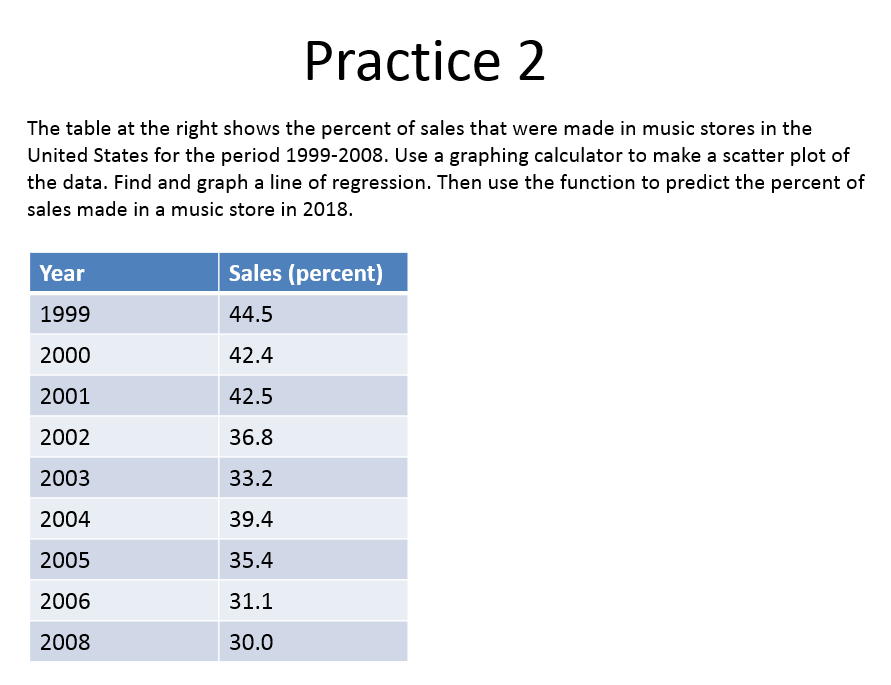 Practice 2
The table at the right shows the percent of sales that were made in music stores in the
United States for the period 1999-2008. Use a graphing calculator to make a scatter plot of
the data. Find and graph a line of regression. Then use the function to predict the percent of
sales made in a music store in 2018.
Year Sales (percent)
1999 44.5
2000 42.4
2001 42.5
2002 36.8
2003 33.2
2004 39.4
2005 35.4
2006 31.1
2008 30.0